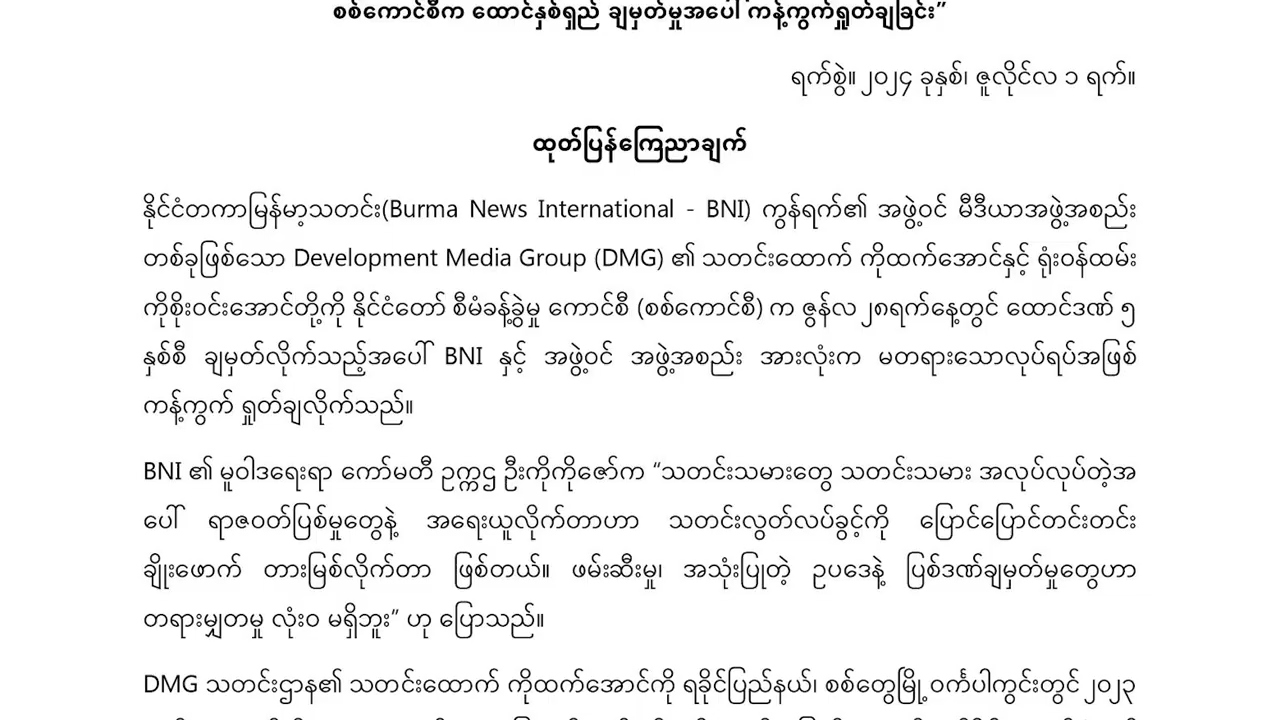 စစ်ကောင်စီက ထောင်နှစ်ရှည် ချမှတ်မှုအပေါ် ကန့်ကွက်ရှုတ်ချခြင်း”
ရက်စွဲ။ ၂၀၂၄ ခုနှစ်၊ ဇူလိုင်လ ၁ ရက်။
ထုတ်ပြန်ကြေညာချက်
နိုင်ငံတကာမြန်မာ့သတင်း(Burma News International - BNI) ကွန်ရက်၏ အဖွဲ့ဝင် မီဒီယာအဖွဲ့အစည်း
တစ်ခုဖြစ်သော Development Media Group (DMG) ၏ သတင်းထောက် ကိုထက်အောင်နှင့် ရုံးဝန်ထမ်း
ကိုစိုးဝင်းအောင်တို့ကို နိုင်ငံတော် စီမံခန့်ခွဲမှု ကောင်စီ (စစ်ကောင်စီ) က ဇွန်လ ၂၈ရက်နေ့တွင် ထောင်ဒဏ် ၅
နှစ်စီ ချမှတ်လိုက်သည့်အပေါ် BNI နှင့် အဖွဲ့ဝင် အဖွဲ့အစည်း အားလုံးက မတရားသောလုပ်ရပ်အဖြစ်
ကန့်ကွက် ရှုတ်ချလိုက်သည်။
BNI ၏ မူဝါဒရေးရာ ကော်မတီ ဥက္ကဌ ဦးကိုကိုဇော်က “သတင်းသမားတွေ သတင်းသမား အလုပ်လုပ်တဲ့အ
ပေါ် ရာဇဝတ်ပြစ်မှုတွေနဲ့ အရေးယူလိုက်တာဟာ သတင်းလွတ်လပ်ခွင့်ကို ပြောင်ပြောင်တင်းတင်း
ချိုးဖောက် တားမြစ်လိုက်တာ ဖြစ်တယ်။ ဖမ်းဆီးမှု၊ အသုံးပြုတဲ့ ဥပဒေနဲ့ ပြစ်ဒဏ်ချမှတ်မှုတွေဟာ
တရားမျှတမှု လုံးဝ မရှိဘူး” ဟု ပြောသည်။
DMG သတင်းဌာန၏ သတင်းထောက် ကိုထက်အောင်ကို ရခိုင်ပြည်နယ်၊ စစ်တွေမြို့ ဝင်္ကပါကွင်းတွင် ၂၀၂၃